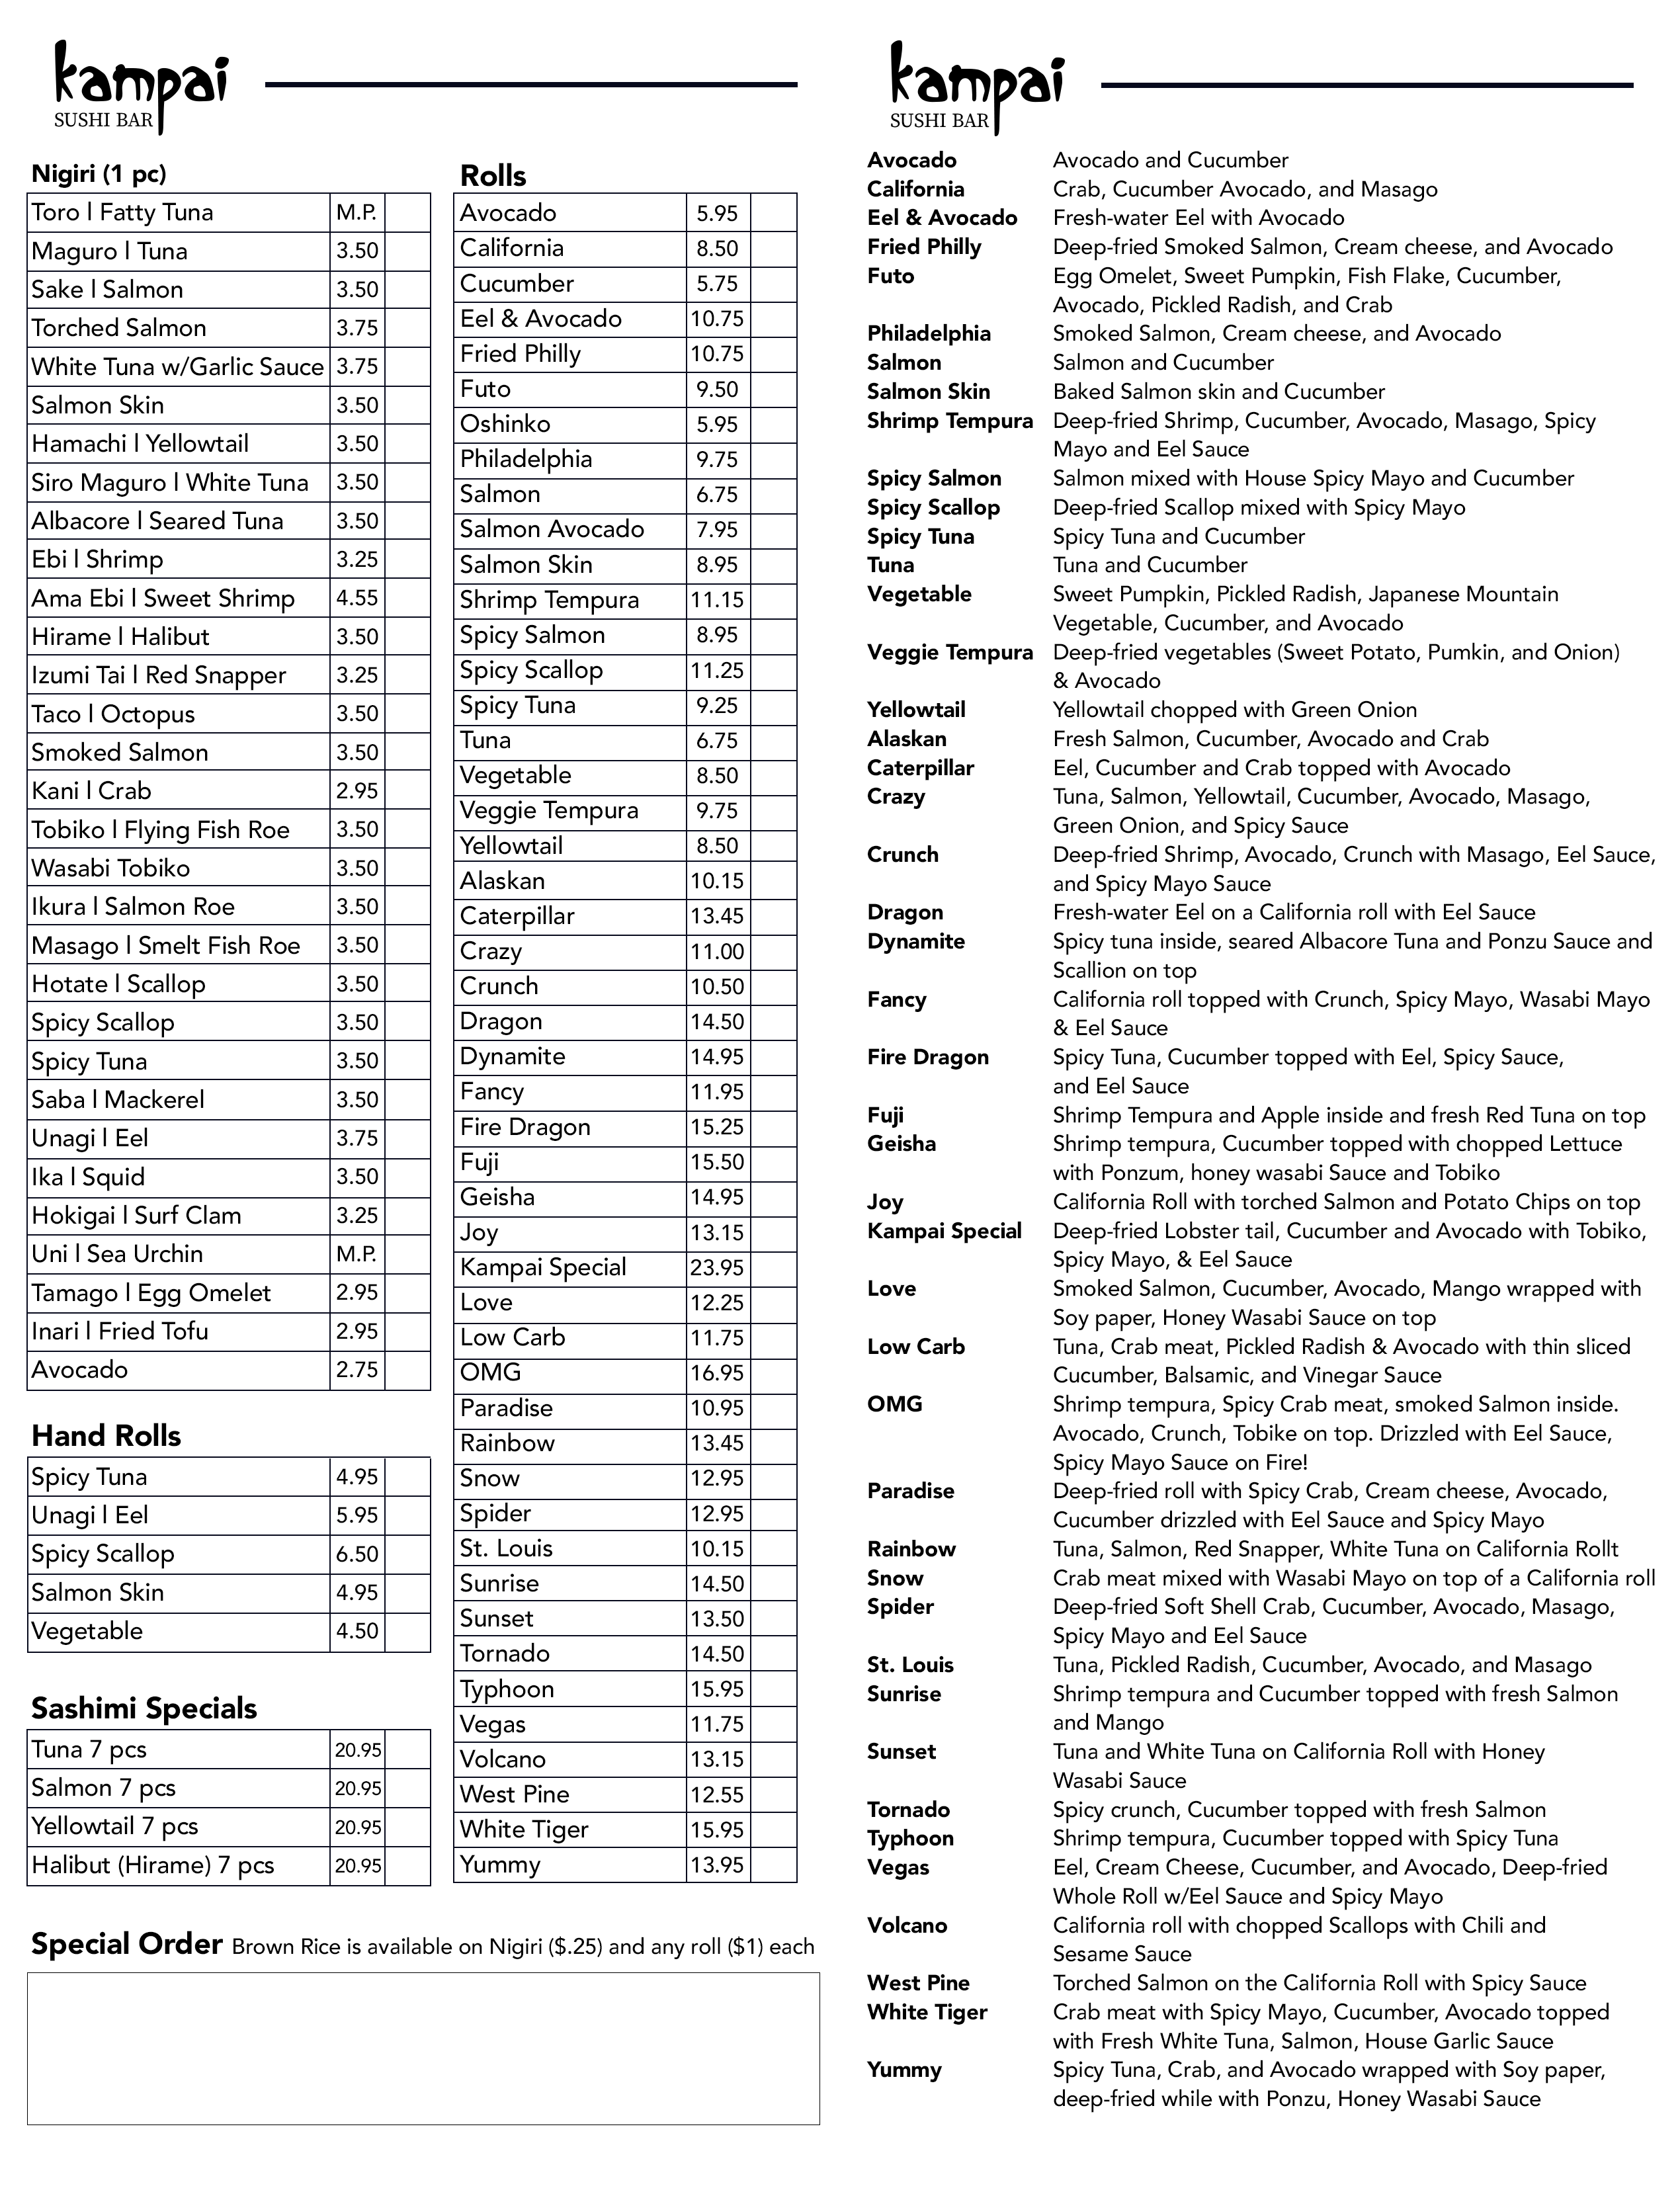 kampai
SUSHI BAR
Nigiri (1 pc)
Toro | Fatty Tuna M.P.
Maguro | Tuna 3.50
Sake | Salmon 3.50
Torched Salmon 3.75
White Tuna w/Garlic Sauce 3.75
Salmon Skin 3.50
Hamachi | Yellowtail 3.50
Siro Maguro | White Tuna 3.50
Albacore | Seared Tuna 3.50
Ebi | Shrimp 3.25
Ama Ebi | Sweet Shrimp 4.55
Hirame | Halibut 3.50
Izumi Tai | Red Snapper 3.25
Taco | Octopus 3.50
Smoked Salmon 3.50
Kani | Crab 2.95
Tobiko | Flying Fish Roe 3.50
Wasabi Tobiko 3.50
Ikura | Salmon Roe 3.50
Masago | Smelt Fish Roe 3.50
Hotate | Scallop 3.50
Spicy Scallop 3.50
Spicy Tuna 3.50
Saba | Mackerel 3.50
Unagi | Eel 3.75
Ika | Squid 3.50
Hokigai | Surf Clam 3.25
Uni | Sea Urchin M.P.
Tamago | Egg Omelet 2.95
Inari | Fried Tofu 2.95
Avocado 2.75
Hand Rolls
Spicy Tuna 4.95
Unagi | Eel 5.95
Spicy Scallop 6.50
Salmon Skin 4.95
Vegetable 4.50
Sashimi Specials
Tuna 7 pcs 20.95
Salmon 7 pcs 20.95
Yellowtail 7 pcs 20.95
Halibut (Hirame) 7 pcs 20.95
Rolls
Avocado 5.95
California 8.50
Cucumber 5.75
Eel & Avocado 10.75
Fried Philly 10.75
Futo 9.50
Oshinko 5.95
Philadelphia 9.75
Salmon 6.75
Salmon Avocado 7.95
Salmon Skin 8.95
Shrimp Tempura 11.15
Spicy Salmon 8.95
Spicy Scallop 11.25
Spicy Tuna 9.25
Tuna 6.75
Vegetable 8.50
Veggie Tempura 9.75
Yellowtail 8.50
Alaskan 10.15
Caterpillar 13.45
Crazy 11.00
Crunch 10.50
Dragon 14.50
Dynamite 14.95
Fancy 11.95
Fire Dragon 15.25
Fuji 15.50
Geisha 14.95
Joy 13.15
Kampai Special 23.95
Love 12.25
Low Carb 11.75
OMG 16.95
Paradise 10.95
Rainbow 13.45
Snow 12.95
Spider 12.95
St. Louis 10.15
Sunrise 14.50
Sunset 13.50
Tornado 14.50
Typhoon 15.95
Vegas 11.75
Volcano 13.15
West Pine 12.55
White Tiger 15.95
Yummy 13.95
Special Order Brown Rice is available on Nigiri ($.25) and any roll ($1) each
kampai
SUSHI BAR
Avocado Avocado and Cucumber
California Crab, Cucumber Avocado, and Masago
Eel & Avocado Fresh-water Eel with Avocado
Fried Philly Deep-fried Smoked Salmon, Cream cheese, and Avocado
Futo Egg Omelet, Sweet Pumpkin, Fish Flake, Cucumber,
Avocado, Pickled Radish, and Crab
Philadelphia Smoked Salmon, Cream cheese, and Avocado
Salmon Salmon and Cucumber
Salmon Skin Baked Salmon skin and Cucumber
Shrimp Tempura Deep-fried Shrimp, Cucumber, Avocado, Masago, Spicy
Mayo and Eel Sauce
Spicy Salmon Salmon mixed with House Spicy Mayo and Cucumber
Spicy Scallop Deep-fried Scallop mixed with Spicy Mayo
Spicy Tuna Spicy Tuna and Cucumber
Tuna Tuna and Cucumber
Vegetable Sweet Pumpkin, Pickled Radish, Japanese Mountain
Vegetable, Cucumber, and Avocado
Veggie Tempura Deep-fried vegetables (Sweet Potato, Pumkin, and Onion)
& Avocado
Yellowtail Yellowtail chopped with Green Onion
Alaskan Fresh Salmon, Cucumber, Avocado and Crab
Caterpillar Eel, Cucumber and Crab topped with Avocado
Crazy Tuna, Salmon, Yellowtail, Cucumber, Avocado, Masago,
Green Onion, and Spicy Sauce
Crunch Deep-fried Shrimp, Avocado, Crunch with Masago, Eel Sauce,
and Spicy Mayo Sauce
Dragon Fresh-water Eel on a California roll with Eel Sauce
Dynamite Spicy tuna inside, seared Albacore Tuna and Ponzu Sauce and
Scallion on top
Fancy California roll topped with Crunch, Spicy Mayo, Wasabi Mayo
& Eel Sauce
Fire Dragon Spicy Tuna, Cucumber topped with Eel, Spicy Sauce,
and Eel Sauce
Fuji Shrimp Tempura and Apple inside and fresh Red Tuna on top
Geisha Shrimp tempura, Cucumber topped with chopped Lettuce
with Ponzum, honey wasabi Sauce and Tobiko
Joy California Roll with torched Salmon and Potato Chips on top
Kampai Special Deep-fried Lobster tail, Cucumber and Avocado with Tobiko,
Spicy Mayo, & Eel Sauce
Love Smoked Salmon, Cucumber, Avocado, Mango wrapped with
Soy paper, Honey Wasabi Sauce on top
Low Carb Tuna, Crab meat, Pickled Radish & Avocado with thin sliced
Cucumber, Balsamic, and Vinegar Sauce
OMG Shrimp tempura, Spicy Crab meat, smoked Salmon inside.
Avocado, Crunch, Tobike on top. Drizzled with Eel Sauce,
Spicy Mayo Sauce on Fire!
Paradise Deep-fried roll with Spicy Crab, Cream cheese, Avocado,
Cucumber drizzled with Eel Sauce and Spicy Mayo
Rainbow Tuna, Salmon, Red Snapper, White Tuna on California Rollt
Snow Crab meat mixed with Wasabi Mayo on top of a California roll
Spider Deep-fried Soft Shell Crab, Cucumber, Avocado, Masago,
Spicy Mayo and Eel Sauce
St. Louis Tuna, Pickled Radish, Cucumber, Avocado, and Masago
Sunrise Shrimp tempura and Cucumber topped with fresh Salmon
and Mango
Sunset Tuna and White Tuna on California Roll with Honey
Wasabi Sauce
Tornado Spicy crunch, Cucumber topped with fresh Salmon
Typhoon Shrimp tempura, Cucumber topped with Spicy Tuna
Vegas Eel, Cream Cheese, Cucumber, and Avocado, Deep-fried
Whole Roll w/Eel Sauce and Spicy Mayo
Volcano California roll with chopped Scallops with Chili and
Sesame Sauce
West Pine Torched Salmon on the California Roll with Spicy Sauce
White Tiger Crab meat with Spicy Mayo, Cucumber, Avocado topped
with Fresh White Tuna, Salmon, House Garlic Sauce
Yummy Spicy Tuna, Crab, and Avocado wrapped with Soy paper,
deep-fried while with Ponzu, Honey Wasabi Sauce